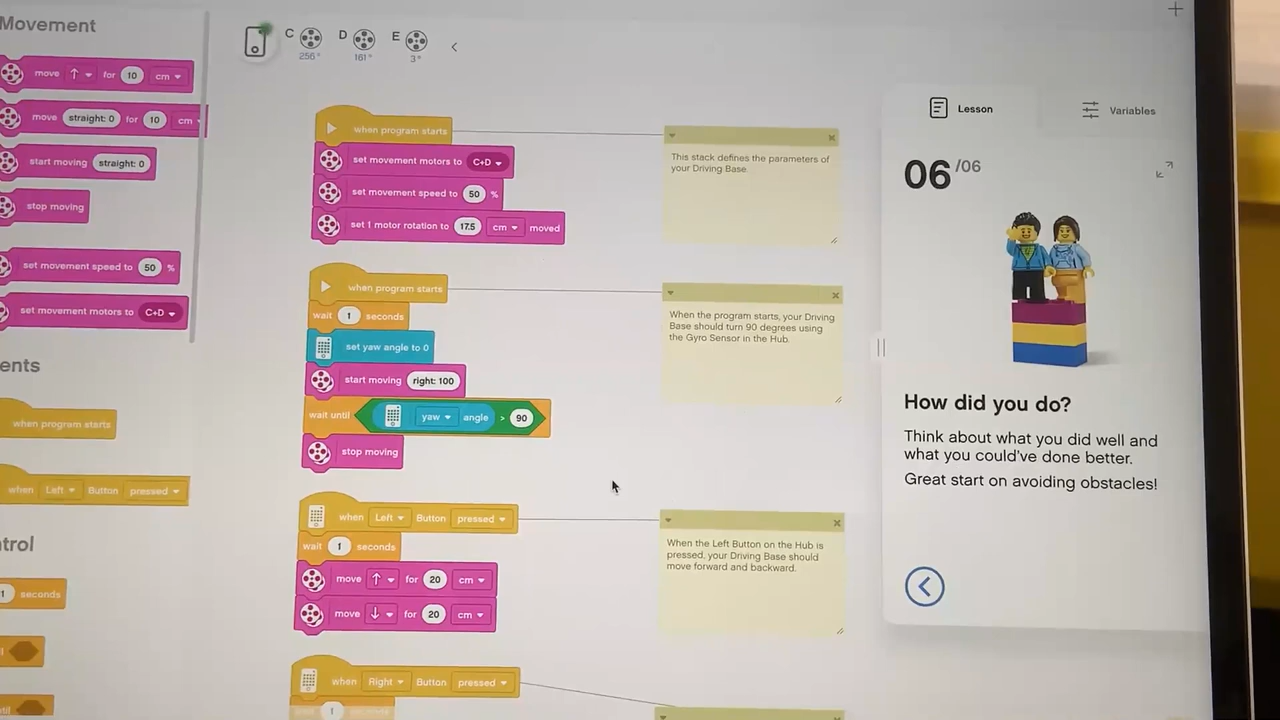 Movement
move for 10 cm
move straight: 0 for 10 cm
start moving straight: 0
stop moving
set movement speed to 50 %
set movement motors to C+D
ents
when program starts
when Left Button pressed
trol
1 seconds
C
256°
D
161°
E
3°
when program starts
set movement motors to C+D
set movement speed to 50 %
set 1 motor rotation to 17.5 cm moved
This stack defines the parameters of
your Driving Base.
when program starts
wait 1 seconds
set yaw angle to 0
start moving right: 100
wait until yaw angle > 90
stop moving
When the program starts, your Driving
Base should turn 90 degrees using
the Gyro Sensor in the Hub.
when Left Button pressed
wait 1 seconds
move for 20 cm
move for 20 cm
When the Left Button on the Hub is
pressed, your Driving Base should
move forward and backward.
when Right Button pressed
1
Lesson
Variables
06 /06
How did you do?
Think about what you did well and
what you could've done better.
Great start on avoiding obstacles!